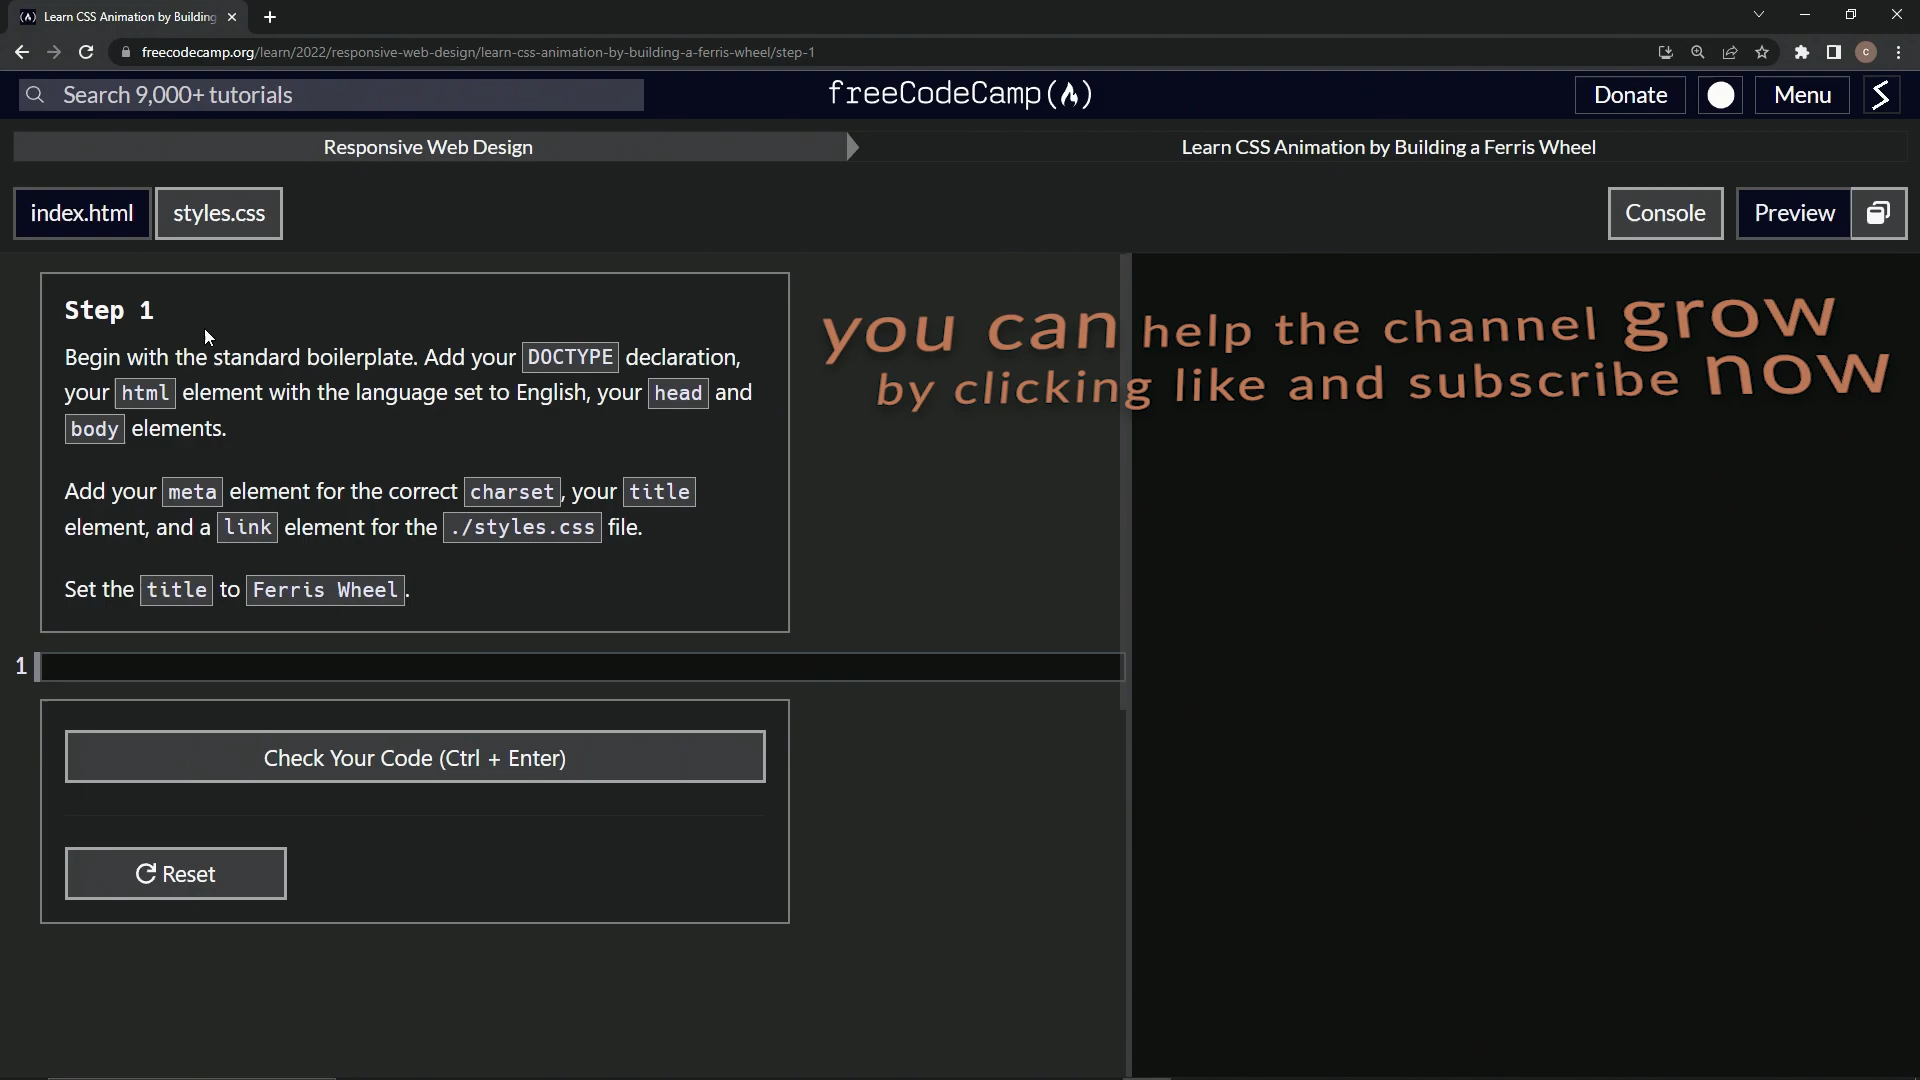 Learn CSS Animation by Building
freecodecamp.org/learn/2022/responsive-web-design/learn-css-animation-by-building-a-ferris-wheel/step-1
C
Search 9,000+ tutorials
freeCodeCamp
Donate
Menu
Responsive Web Design
Learn CSS Animation by Building a Ferris Wheel
index.html
styles.css
Console
Preview
Step 1
Begin with the standard boilerplate. Add your DOCTYPE declaration,
your html element with the language set to English, your head and
body elements.
Add your meta element for the correct charset, your title
element, and a link element for the ./styles.css file.
Set the title to Ferris Wheel.
you can help the channel grow
by clicking like and subscribe now
1
Check Your Code (Ctrl + Enter)
Reset